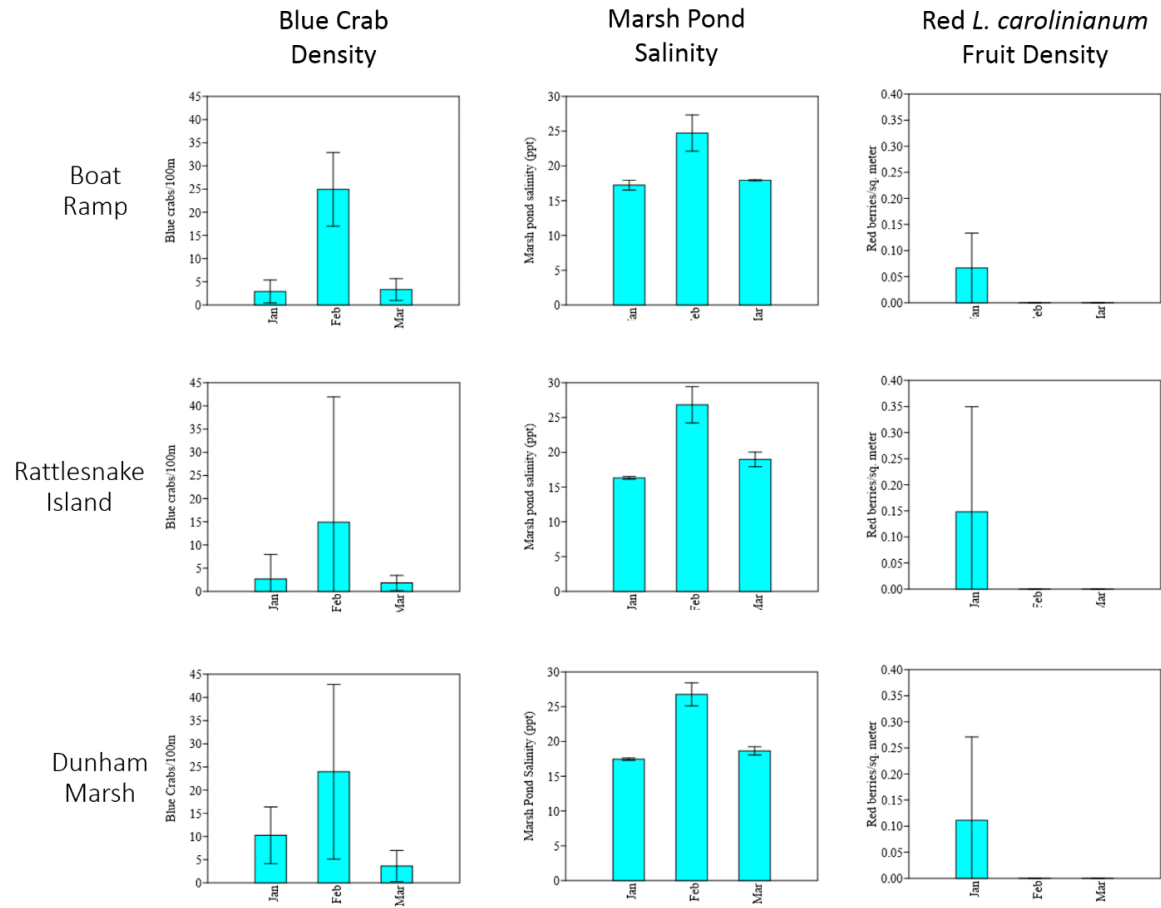 Blue Crab
Density
Marsh Pond
Salinity
Red L. carolinianum
Fruit Density
Boat
Ramp
Blue crabs/100m
45
40
35
30
25
20
15
10
5
0
Jan
Feb
Mar
Marsh pond salinity (ppt)
30
25
20
15
10
5
0
Jan
Feb
Mar
Red berries/sq. meter
0.40
0.35
0.30
0.25
0.20
0.15
0.10
0.05
0.00
Jan
Feb
Mar
Rattlesnake
Island
Blue crabs/100m
45
40
35
30
25
20
15
10
5
0
Jan
Feb
Mar
Marsh pond salinity (ppt)
30
25
20
15
10
5
0
Jan
Feb
Mar
Red berries/sq. meter
0.40
0.35
0.30
0.25
0.20
0.15
0.10
0.05
0.00
Jan
Feb
Mar
Dunham
Marsh
Blue Crabs/100m
45
40
35
30
25
20
15
10
5
0
Jan
Feb
Mar
Marsh Pond Salinity (ppt)
30
25
20
15
10
5
0
Jan
Feb
Mar
Red berries/sq. meter
0.40
0.35
0.30
0.25
0.20
0.15
0.10
0.05
0.00
Jan
Feb
Mar